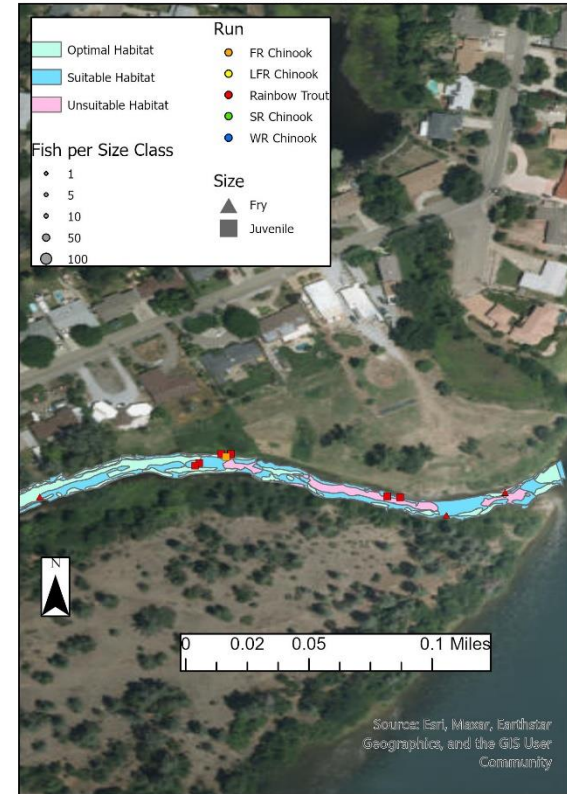 Optimal Habitat
Suitable Habitat
Unsuitable Habitat
Fish per Size Class
1
5
10
50
100
Run
FR Chinook
LFR Chinook
Rainbow Trout
SR Chinook
WR Chinook
Size
Fry
Juvenile
N
0 0.02 0.05 0.1 Miles
Source: Esri, Maxar, Earthstar
Geographics, and the GIS User
Community